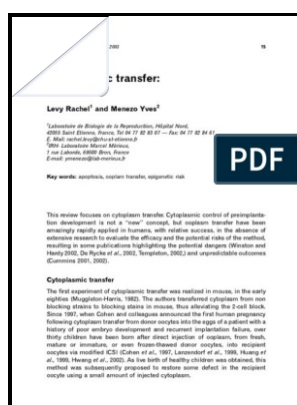 2002
15
c transfer:
Levy Rachel¹ and Menezo Yves²
¹Laboratoire de Biologie de la Reproduction, Hôpital Nord,
42055 Saint Etienne, France, Tel 04 77 82 83 07 — Fax: 04 77 82 84 61
E. Mail: rachel.levy@chu-st-etienne.fr
²IRH- Laboratoire Marcel Mérieux,
1 rue Laborde, 69500 Bron, France
E-mail: ymenezo@lab-merieux.fr
PDF
Key words: apoptosis, ooplasm transfer, epigenetic risk
This review focuses on cytoplasm transfer. Cytoplasmic control of preimplanta-
tion development is not a "new" concept, but ooplasm transfer have been
amazingly rapidly applied in humans, with relative success, in the absence of
extensive research to evaluate the efficacy and the potential risks of the method,
resulting in some publications highlighting the potential dangers (Winston and
Hardy 2002, De Rycke et al., 2002, Templeton, 2002,) and unpredictable outcomes
(Cummins 2001, 2002).
Cytoplasmic transfer
The first experiment of cytoplasmic transfer was realized in mouse, in the early
eighties (Muggleton-Harris, 1982). The authors transferred cytoplasm from non
blocking strains to blocking strains in mouse, thus alleviating the 2-cell block.
Since 1997, when Cohen and colleagues announced the first human pregnancy
following cytoplasm transfer from donor oocytes into the eggs of a patient with a
history of poor embryo development and recurrent implantation failure, over
thirty children have been born after direct injection of ooplasm, from fresh,
mature or immature, or even frozen-thawed donor oocytes, into recipient
oocytes via modified ICSI (Cohen et al., 1997, Lanzendorf et al., 1999, Huang et
al., 1999, Hwang et al., 2002). As live birth of healthy children was obtained, this
method was subsequently proposed to restore some defect in the recipient
oocyte using a small amount of injected cytoplasm.